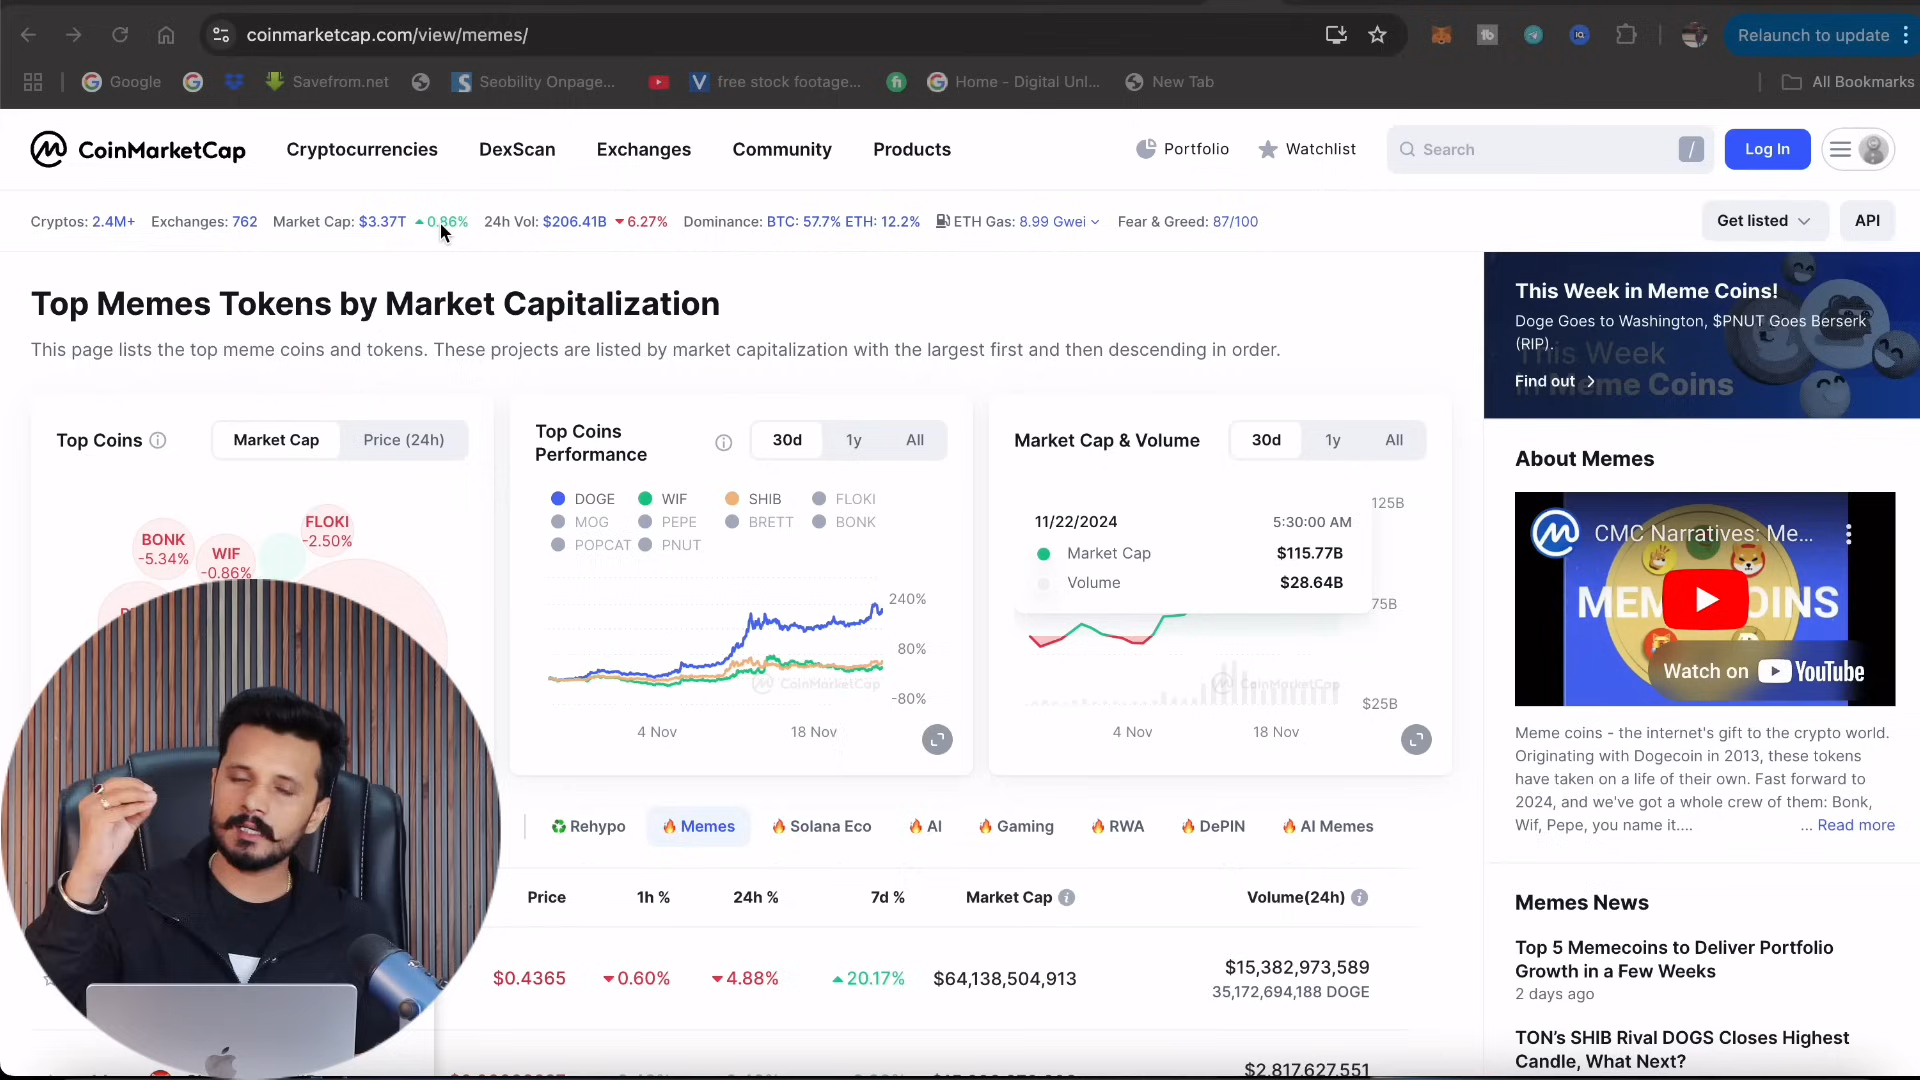 coinmarketcap.com/view/memes/
Relaunch to update
Google
Savefrom.net
Seobility Onpage...
free stock footage...
Home - Digital Unl...
New Tab
All Bookmarks
CoinMarketCap
Cryptocurrencies
DexScan
Exchanges
Community
Products
Portfolio
Watchlist
Search
/
Log In
Cryptos: 2.4M+ Exchanges: 762 Market Cap: $3.37T 0.86% 24h Vol: $206.41B 6.27% Dominance: BTC: 57.7% ETH: 12.2% ETH Gas: 8.99 Gwei Fear & Greed: 87/100
Get listed
API
Top Memes Tokens by Market Capitalization
This page lists the top meme coins and tokens. These projects are listed by market capitalization with the largest first and then descending in order.
This Week in Meme Coins!
Doge Goes to Washington, $PNUT Goes Berserk
(RIP).
This Week
in Meme Coins
Find out
Top Coins
Market Cap
Price (24h)
FLOKI
-2.50%
BONK
-5.34%
WIF
-0.86%
Top Coins
Performance
30d
1y
All
DOGE WIF SHIB FLOKI
MOG PEPE BRETT BONK
POPCAT PNUT
240%
80%
-80%
CoinMarketCap
4 Nov
18 Nov
Market Cap & Volume
30d
1y
All
125B
11/22/2024 5:30:00 AM
Market Cap $115.77B
Volume $28.64B
75B
CoinMarketCap
$25B
4 Nov
18 Nov
About Memes
CMC Narratives: Me...
MEMECOINS
Watch on YouTube
Meme coins - the internet's gift to the crypto world.
Originating with Dogecoin in 2013, these tokens
have taken on a life of their own. Fast forward to
2024, and we've got a whole crew of them: Bonk,
Wif, Pepe, you name it....
... Read more
Rehypo
Memes
Solana Eco
AI
Gaming
RWA
DePIN
AI Memes
Price 1h % 24h % 7d % Market Cap Volume(24h)
$0.4365 0.60% 4.88% 20.17% $64,138,504,913 $15,382,973,589
35,172,694,188 DOGE
$2,817,627,551
Memes News
Top 5 Memecoins to Deliver Portfolio
Growth in a Few Weeks
2 days ago
TON's SHIB Rival DOGS Closes Highest
Candle, What Next?